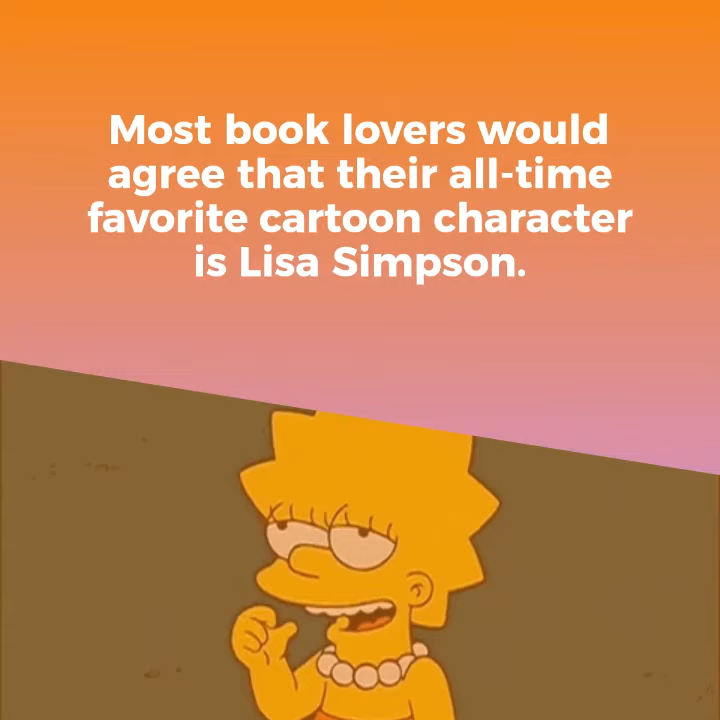 Most book lovers would
agree that their all-time
favorite cartoon character
is Lisa Simpson.